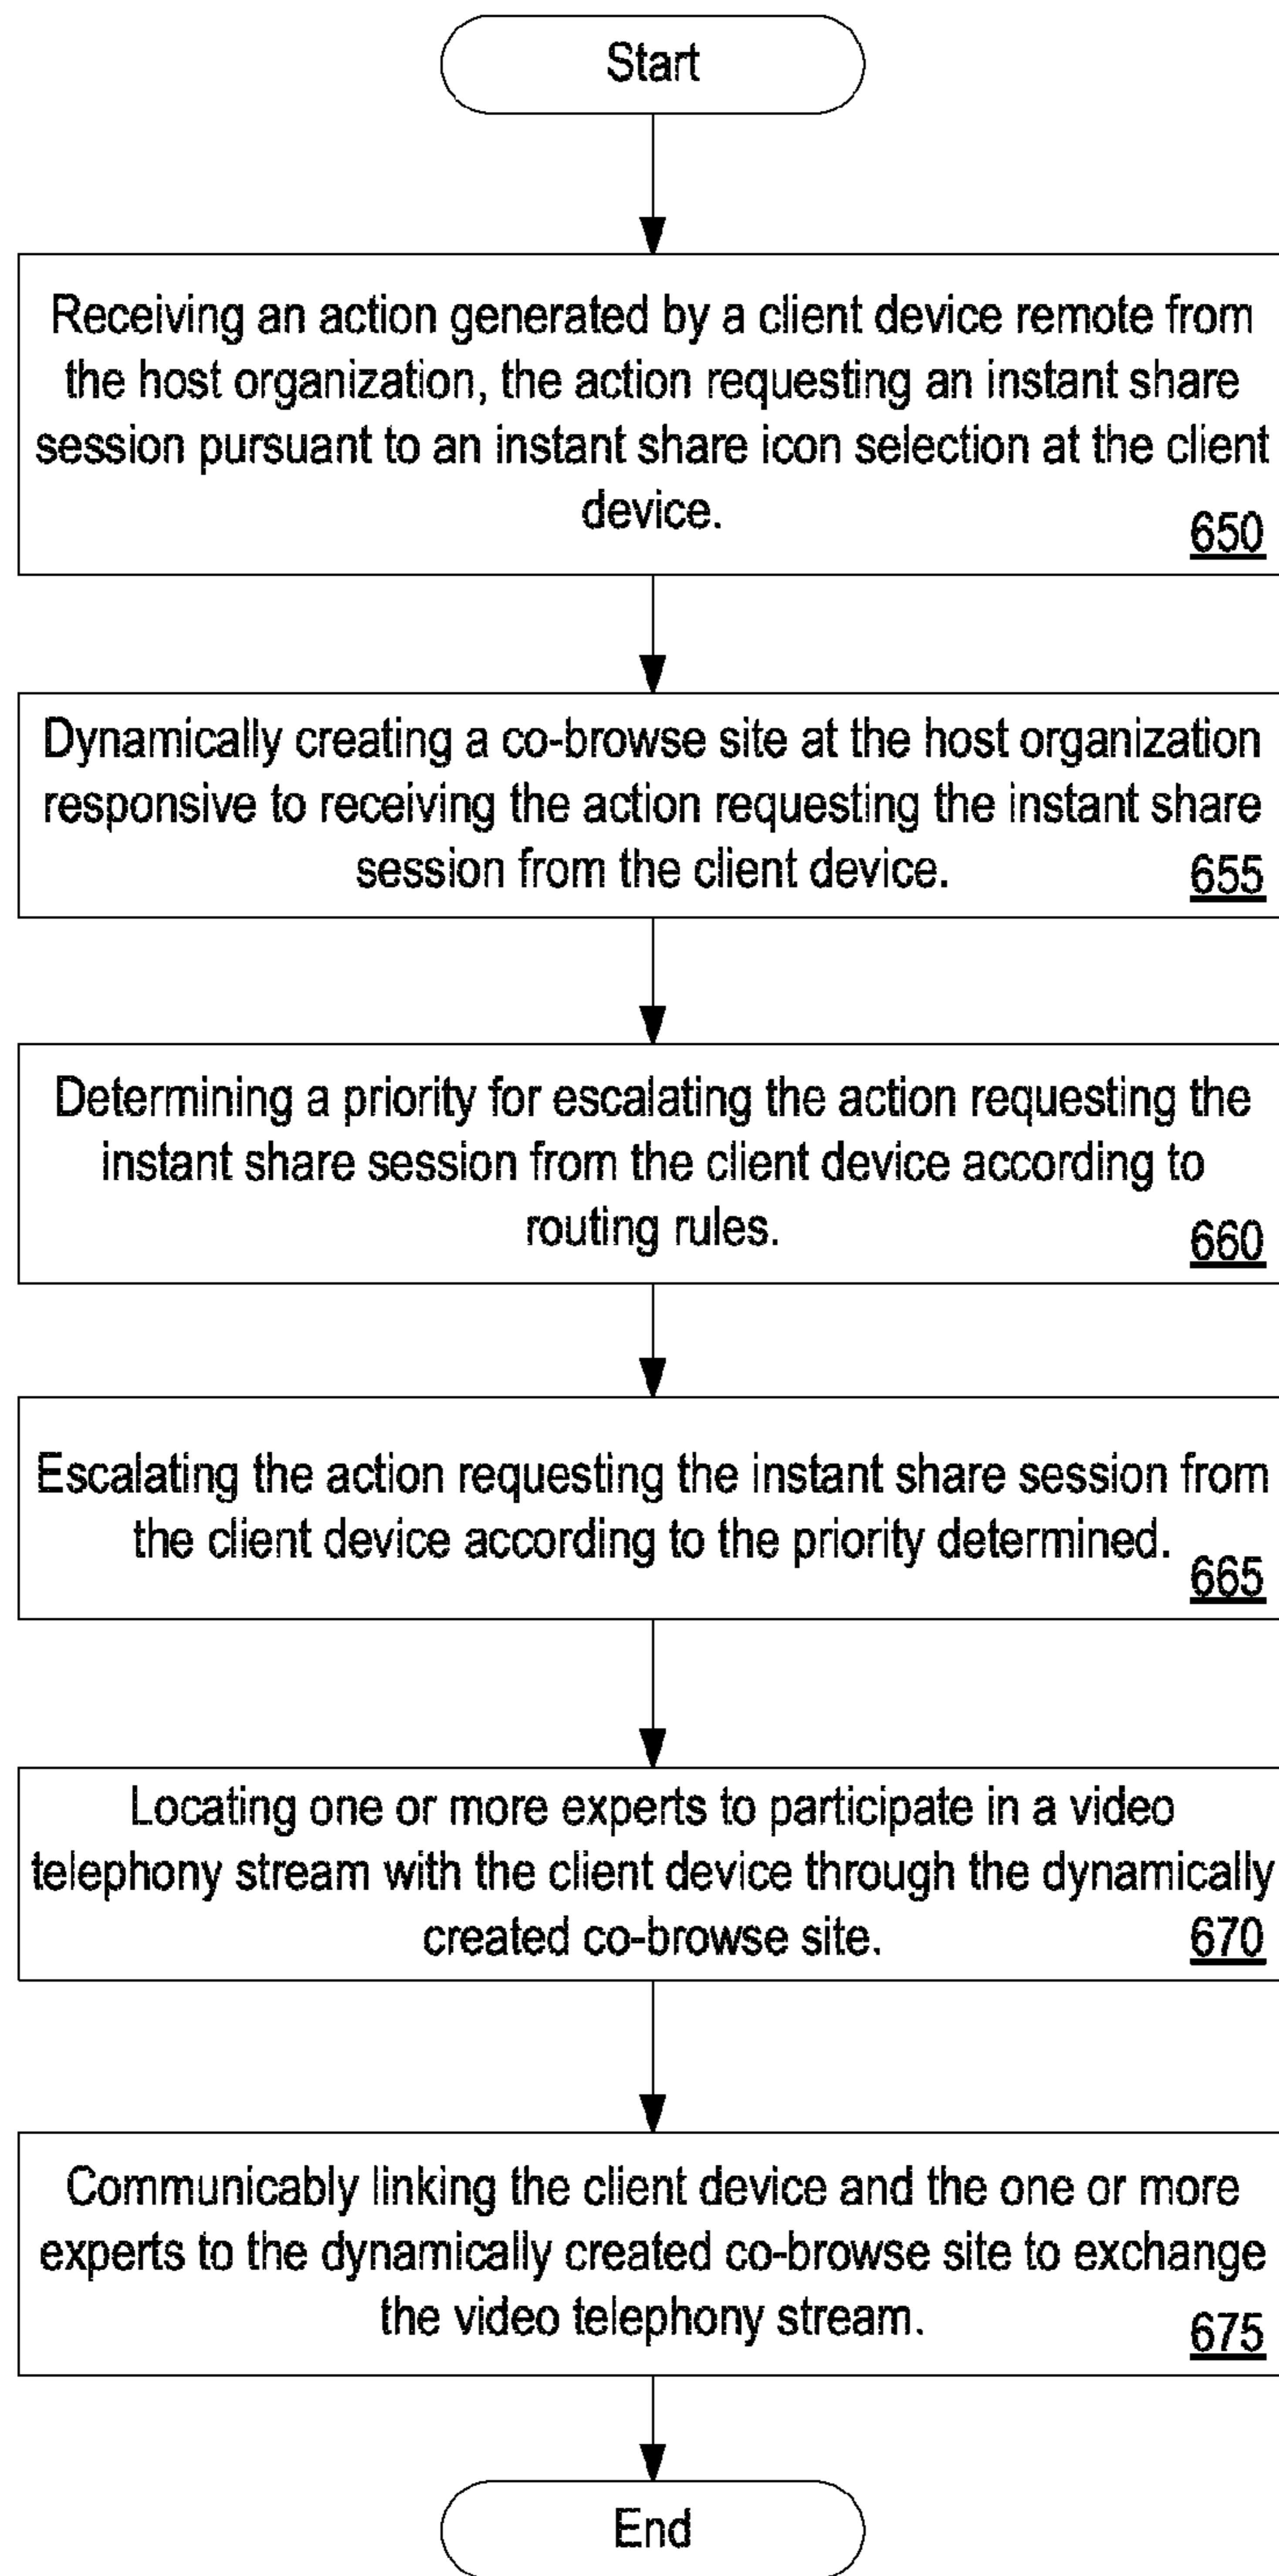 Start
Receiving an action generated by a client device remote from
the host organization, the action requesting an instant share
session pursuant to an instant share icon selection at the client
device.
650
Dynamically creating a co-browse site at the host organization
responsive to receiving the action requesting the instant share
session from the client device.
655
Determining a priority for escalating the action requesting the
instant share session from the client device according to
routing rules.
660
Escalating the action requesting the instant share session from
the client device according to the priority determined.
665
Locating one or more experts to participate in a video
telephony stream with the client device through the dynamically
created co-browse site.
670
Communicably linking the client device and the one or more
experts to the dynamically created co-browse site to exchange
the video telephony stream.
675
End